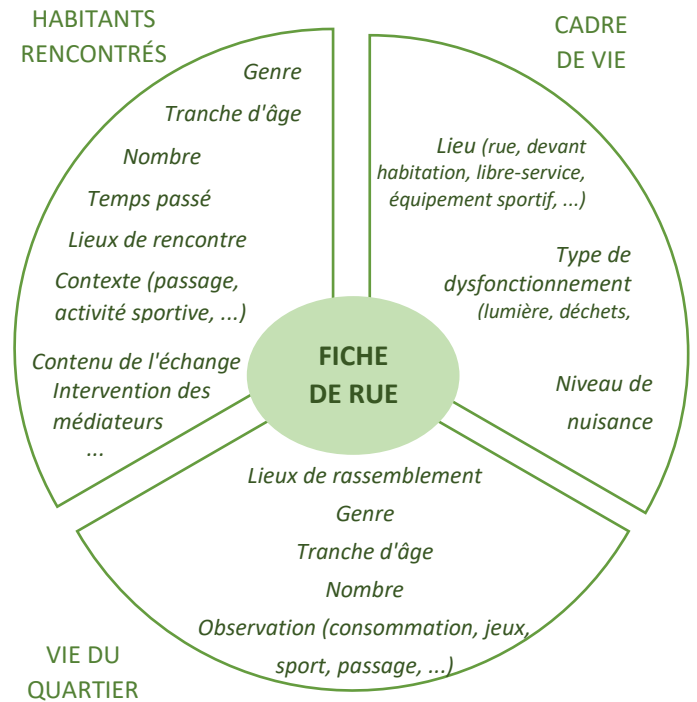 HABITANTS
RENCONTRÉS
Genre
Tranche d'âge
Nombre
Temps passé
Lieux de rencontre
Contexte (passage,
activité sportive, ...)
Contenu de l'échange
Intervention des
médiateurs
...
CADRE
DE VIE
Lieu (rue, devant
habitation, libre-service,
équipement sportif, ...)
Type de
dysfonctionnement
(lumière, déchets,
Niveau de
nuisance
FICHE
DE RUE
Lieux de rassemblement
Genre
Tranche d'âge
Nombre
Observation (consommation, jeux,
sport, passage, ...)
VIE DU
QUARTIER